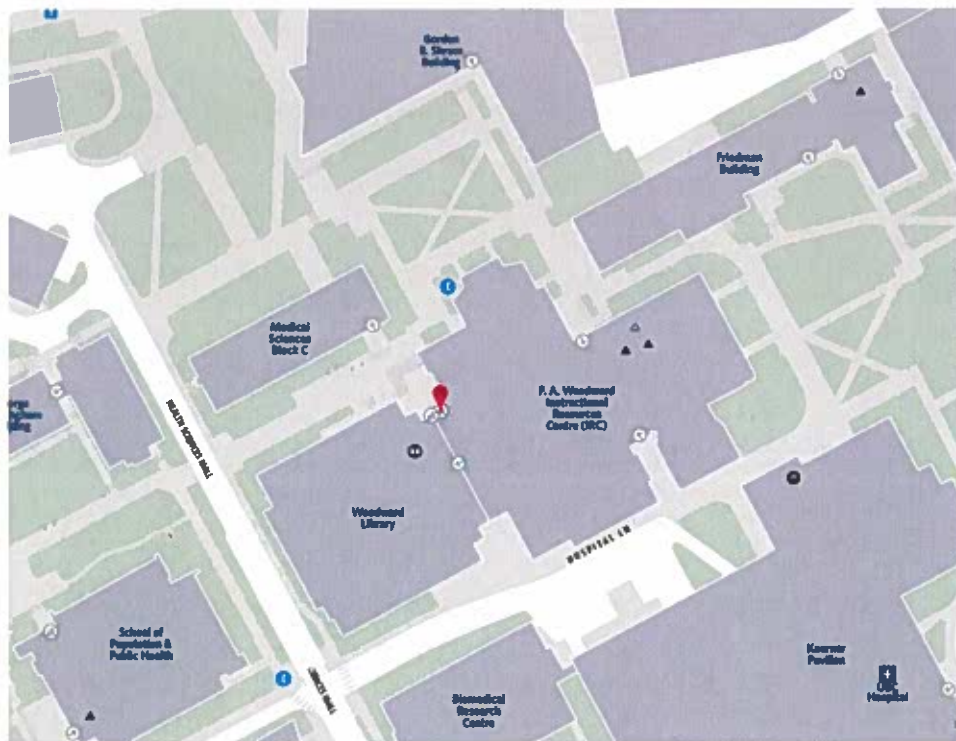 Gordon
B. Shrum
Building
Friedman
Building
Medical
Sciences
Block C
P. A. Woodward
Instructional
Resources
Centre (IRC)
HEALTH SCIENCES MALL
Woodward
Library
HOSPITAL LN
School of
Population &
Public Health
Koerner
Pavilion
UBC
Hospital
Biomedical
Research
Centre